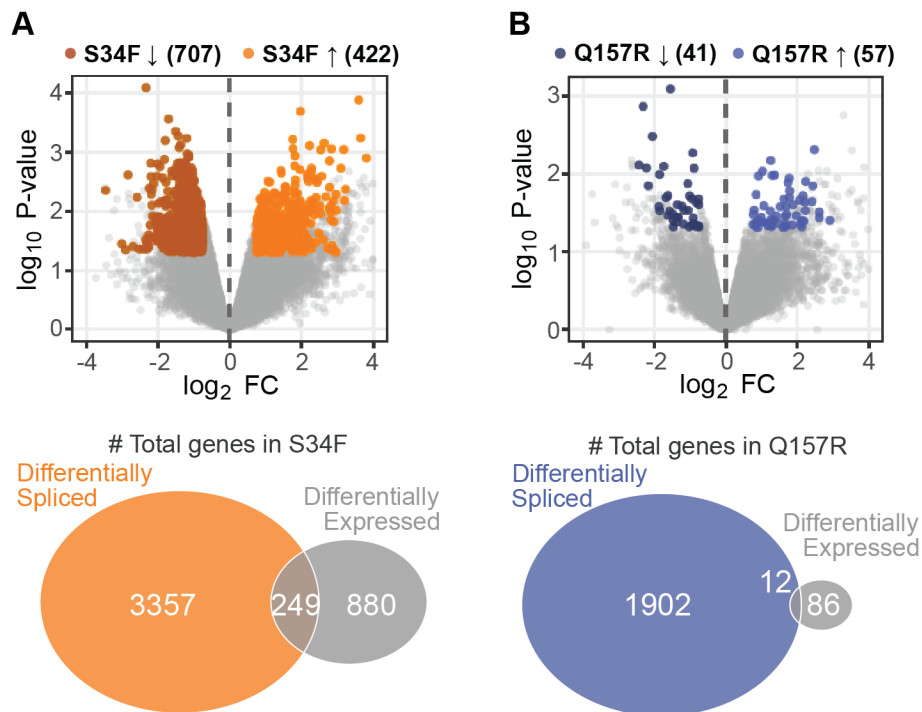 A
S34F ↓ (707) S34F ↑ (422)
log10 P-value
4
3
2
1
0
-4 -2 0 2 4
log2 FC
# Total genes in S34F
Differentially
Spliced
Differentially
Expressed
3357 249 880
B
Q157R ↓ (41) Q157R ↑ (57)
log10 P-value
3
2
1
0
-4 -2 0 2 4
log2 FC
# Total genes in Q157R
Differentially
Spliced
Differentially
Expressed
1902 12 86